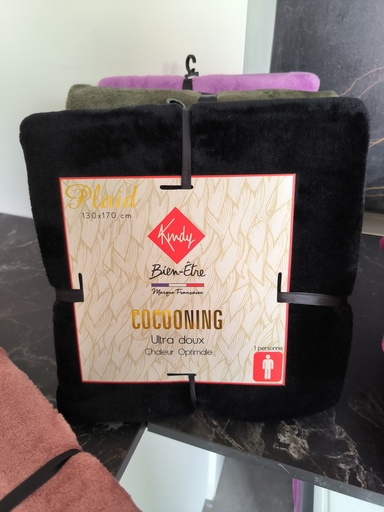 Plaid
130x170 cm
Kindy
Bien-Être
Marque Française
COCOONING
Ultra doux
Chaleur Optimale
1 personne